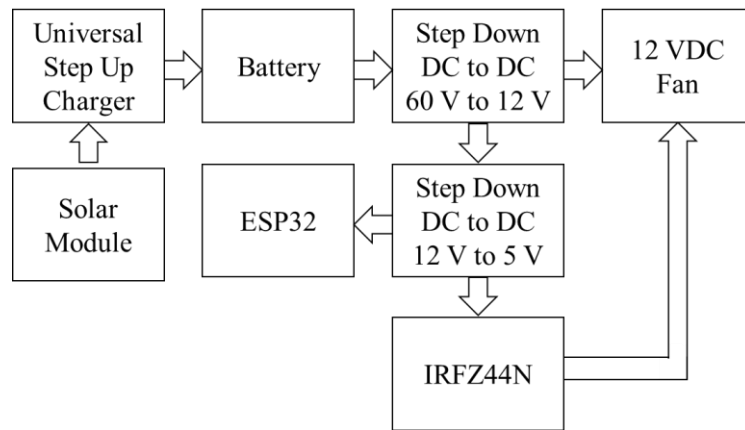 Universal
Step Up
Charger
Battery
Step Down
DC to DC
60 V to 12 V
12 VDC
Fan
Solar
Module
ESP32
Step Down
DC to DC
12 V to 5 V
IRFZ44N